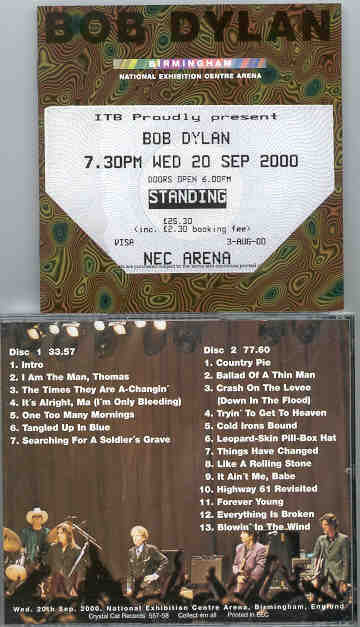 BOB DYLAN
BIRMINGHAM
NATIONAL EXHIBITION CENTRE ARENA
ITB Proudly present
BOB DYLAN
7.30PM WED 20 SEP 2000
DOORS OPEN 6.00PM
STANDING
£25.30
(inc. £2.30 booking fee)
VISA 3-AUG-00
NEC ARENA
Disc 1 33.57
1. Intro
2. I Am The Man, Thomas
3. The Times They Are A-Changin´
4. It´s Alright, Ma (I´m Only Bleeding)
5. One Too Many Mornings
6. Tangled Up In Blue
7. Searching For A Soldier´s Grave
Disc 2 77.60
1. Country Pie
2. Ballad Of A Thin Man
3. Crash On The Levee
(Down In The Flood)
4. Tryin´ To Get To Heaven
5. Cold Irons Bound
6. Leopard-Skin Pill-Box Hat
7. Things Have Changed
8. Like A Rolling Stone
9. It Ain´t Me, Babe
10. Highway 61 Revisited
11. Forever Young
12. Everything Is Broken
13. Blowin´ In The Wind
Wed. 20th Sep. 2000, National Exhibition Centre Arena, Birmingham, England
Crystal Cat Records 557-58 Collect ém all Printed in EEC